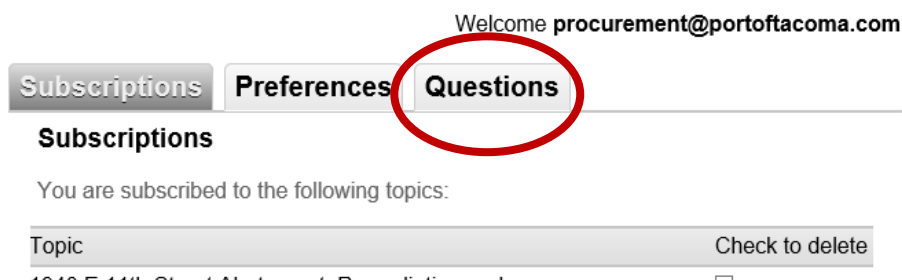 Welcome procurement@portoftacoma.com
Subscriptions Preferences Questions
Subscriptions
You are subscribed to the following topics:
Topic Check to delete